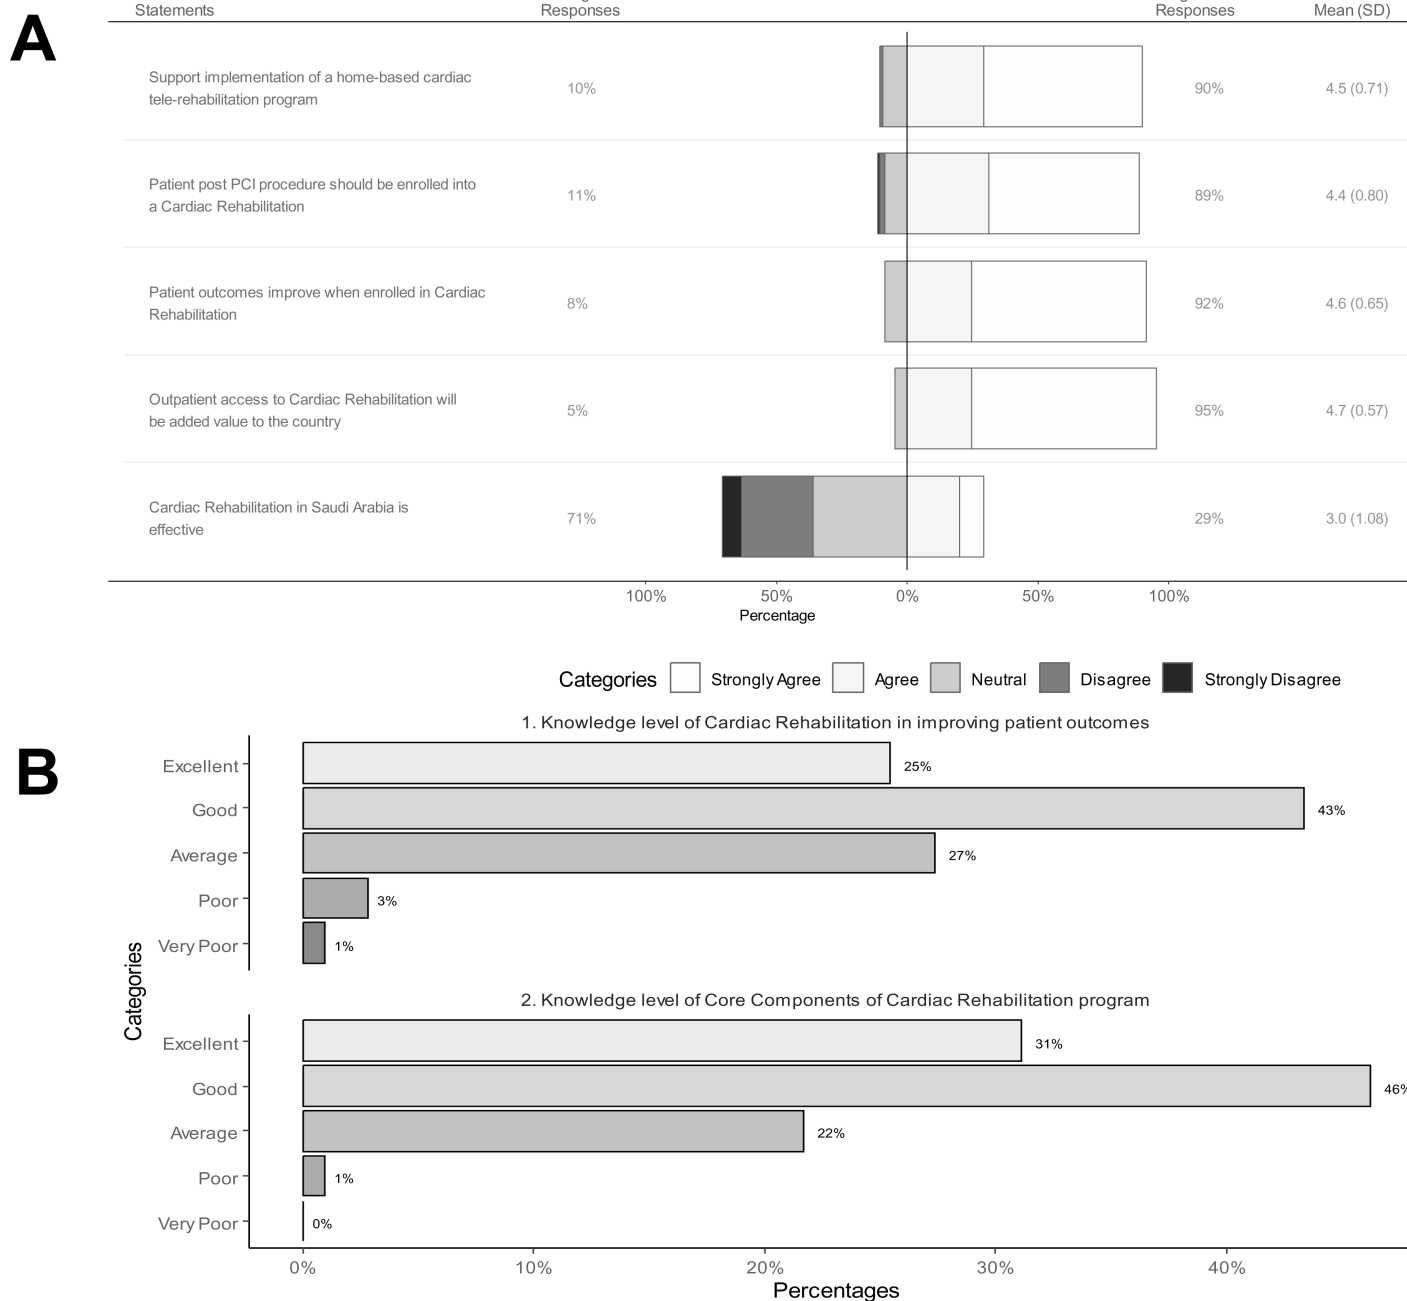 A
Statements Responses Responses Mean (SD)
Support implementation of a home-based cardiac
tele-rehabilitation program
10% 90% 4.5 (0.71)
Patient post PCI procedure should be enrolled into
a Cardiac Rehabilitation
11% 89% 4.4 (0.80)
Patient outcomes improve when enrolled in Cardiac
Rehabilitation
8% 92% 4.6 (0.65)
Outpatient access to Cardiac Rehabilitation will
be added value to the country
5% 95% 4.7 (0.57)
Cardiac Rehabilitation in Saudi Arabia is
effective
71% 29% 3.0 (1.08)
100% 50% 0% 50% 100%
Percentage
Categories Strongly Agree Agree Neutral Disagree Strongly Disagree
B
1. Knowledge level of Cardiac Rehabilitation in improving patient outcomes
Excellent 25%
Good 43%
Average 27%
Poor 3%
Very Poor 1%
Categories
2. Knowledge level of Core Components of Cardiac Rehabilitation program
Excellent 31%
Good 46%
Average 22%
Poor 1%
Very Poor 0%
0% 10% 20% 30% 40%
Percentages